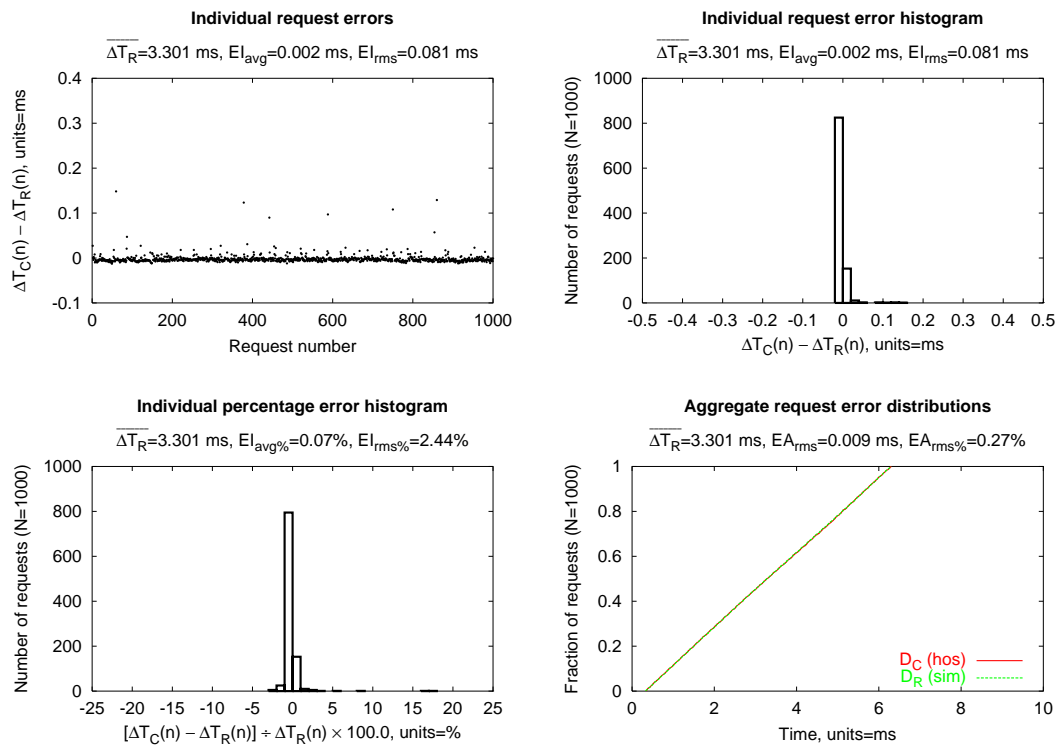 Individual request errors
ΔT_R=3.301 ms, EI_avg=0.002 ms, EI_rms=0.081 ms
ΔT_C(n) − ΔT_R(n), units=ms
0.4
0.3
0.2
0.1
0
-0.1
0 200 400 600 800 1000
Request number
Individual request error histogram
ΔT_R=3.301 ms, EI_avg=0.002 ms, EI_rms=0.081 ms
Number of requests (N=1000)
1000
800
600
400
200
0
-0.5 -0.4 -0.3 -0.2 -0.1 0 0.1 0.2 0.3 0.4 0.5
ΔT_C(n) − ΔT_R(n), units=ms
Individual percentage error histogram
ΔT_R=3.301 ms, EI_avg%=0.07%, EI_rms%=2.44%
Number of requests (N=1000)
1000
800
600
400
200
0
-25 -20 -15 -10 -5 0 5 10 15 20 25
[ΔT_C(n) − ΔT_R(n)] ÷ ΔT_R(n) × 100.0, units=%
Aggregate request error distributions
ΔT_R=3.301 ms, EA_rms=0.009 ms, EA_rms%=0.27%
Fraction of requests (N=1000)
1
0.8
0.6
0.4
0.2
0
0 2 4 6 8 10
Time, units=ms
D_C (hos)
D_R (sim)